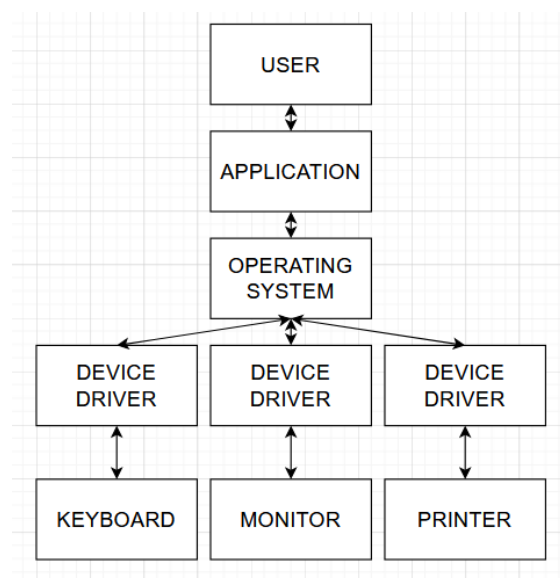 USER
APPLICATION
OPERATING
SYSTEM
DEVICE
DRIVER
DEVICE
DRIVER
DEVICE
DRIVER
KEYBOARD
MONITOR
PRINTER